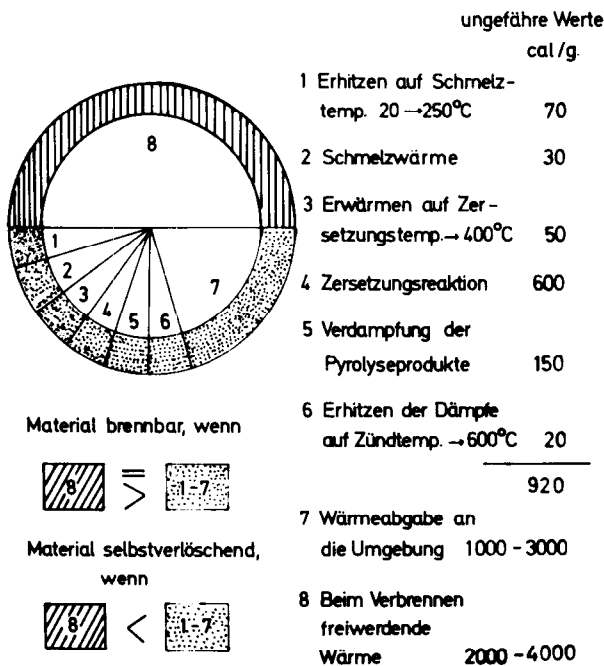 ungefähre Werte
cal/g.
8
1
2
3
4
5
6
7
1 Erhitzen auf Schmelz-
temp. 20→250°C 70
2 Schmelzwärme 30
3 Erwärmen auf Zer-
setzungstemp.→400°C 50
4 Zersetzungsreaktion 600
5 Verdampfung der
Pyrolyseprodukte 150
6 Erhitzen der Dämpfe
auf Zündtemp.→600°C 20
920
7 Wärmeabgabe an
die Umgebung 1000-3000
8 Beim Verbrennen
freiwerdende
Wärme 2000-4000
Material brennbar, wenn
8 = > 1-7
Material selbstverlöschend,
wenn
8 < 1-7